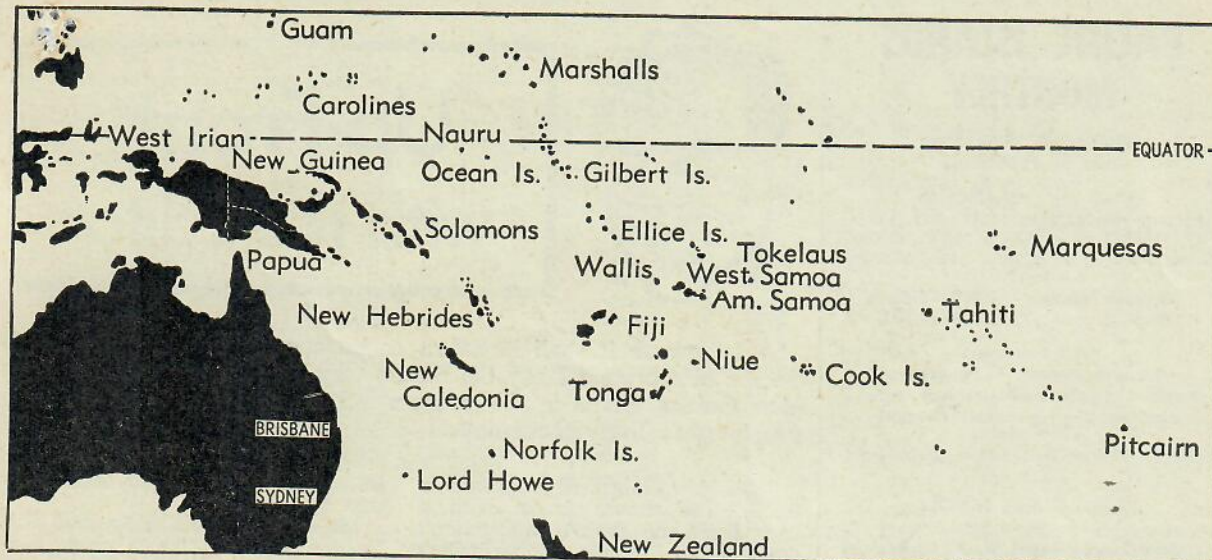 Guam
Marshalls
Carolines
West Irian
Nauru
EQUATOR
New Guinea
Ocean Is.
Gilbert Is.
Solomons
Ellice Is.
Tokelaus
Marquesas
Papua
Wallis
West Samoa
Am. Samoa
New Hebrides
Fiji
Tahiti
Niue
New
Caledonia
Tonga
Cook Is.
BRISBANE
Norfolk Is.
Pitcairn
Lord Howe
SYDNEY
New Zealand